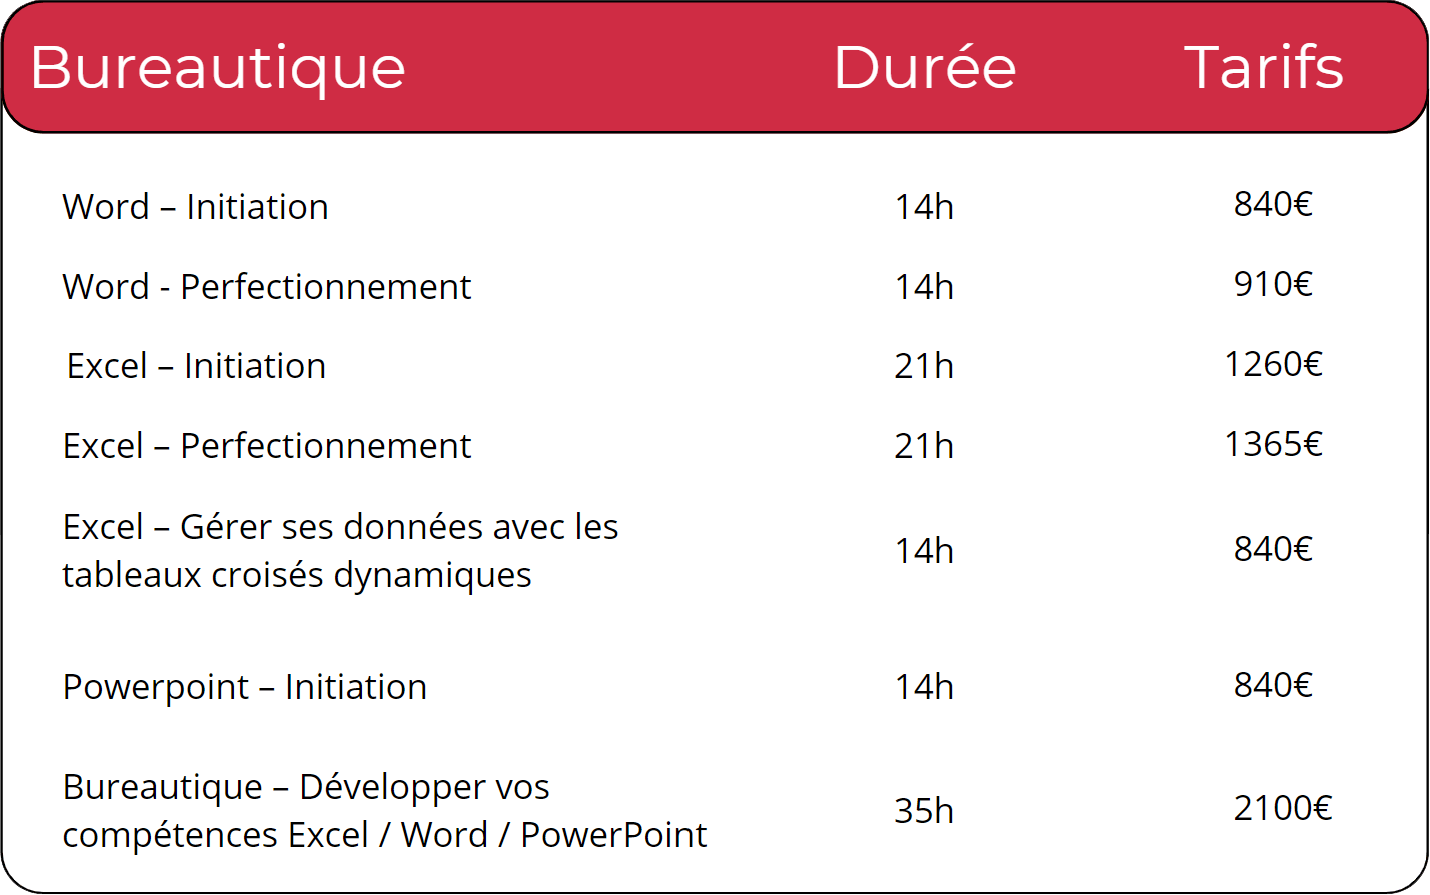 Bureautique Durée Tarifs
Word – Initiation 14h 840€
Word - Perfectionnement 14h 910€
Excel – Initiation 21h 1260€
Excel – Perfectionnement 21h 1365€
Excel – Gérer ses données avec les
tableaux croisés dynamiques 14h 840€
Powerpoint – Initiation 14h 840€
Bureautique – Développer vos
compétences Excel / Word / PowerPoint 35h 2100€